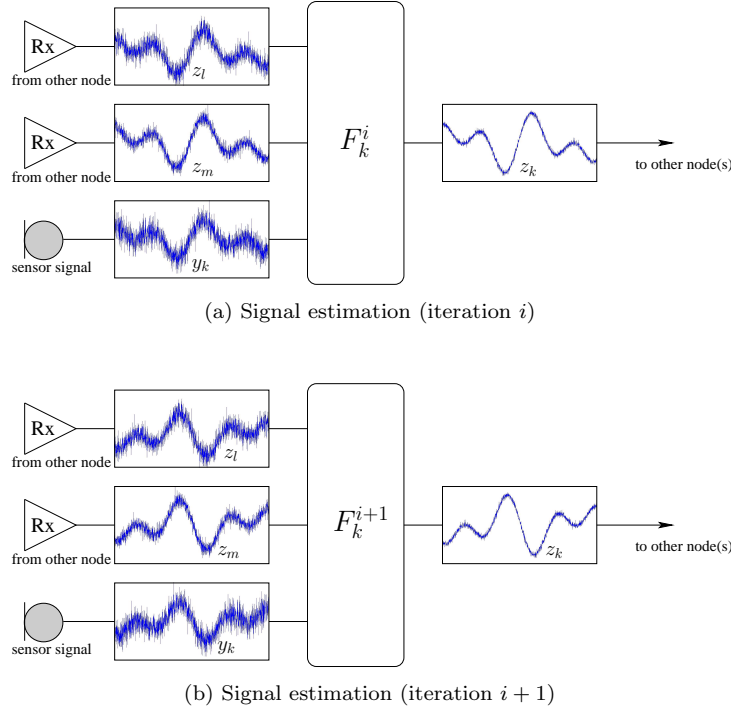 Rx
from other node
z_l
Rx
from other node
z_m
sensor signal
y_k
F_k^i
z_k
to other node(s)
(a) Signal estimation (iteration i)
Rx
from other node
z_l
Rx
from other node
z_m
sensor signal
y_k
F_k^{i+1}
z_k
to other node(s)
(b) Signal estimation (iteration i + 1)